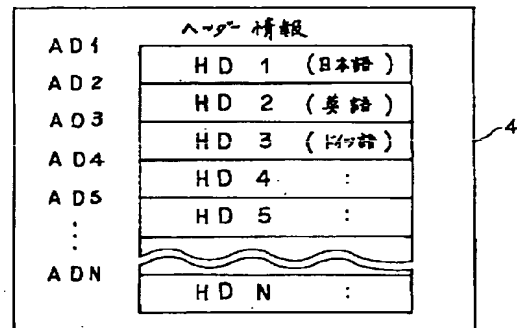 ヘーダー情報
AD1
HD 1 (日本語)
AD2
HD 2 (英語)
AD3
HD 3 (ドイツ語)
4
AD4
HD 4 :
AD5
HD 5 :
⋮
ADN
HD N :